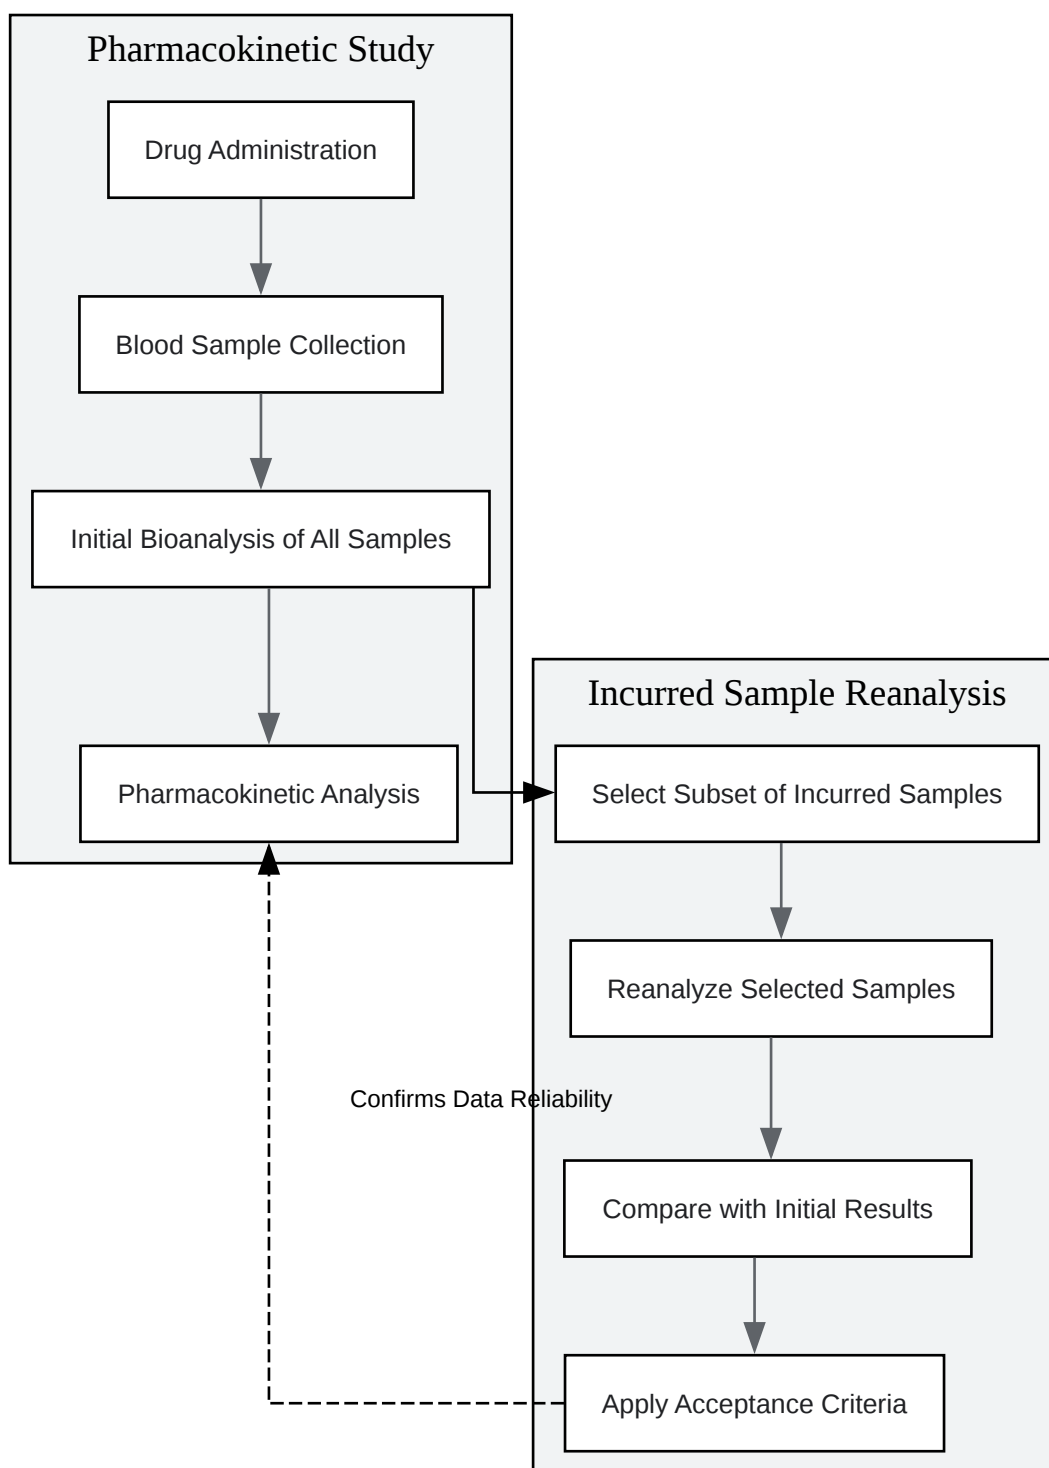 Pharmacokinetic Study
Drug Administration
Blood Sample Collection
Initial Bioanalysis of All Samples
Pharmacokinetic Analysis
Incurred Sample Reanalysis
Select Subset of Incurred Samples
Reanalyze Selected Samples
Confirms Data Reliability
Compare with Initial Results
Apply Acceptance Criteria